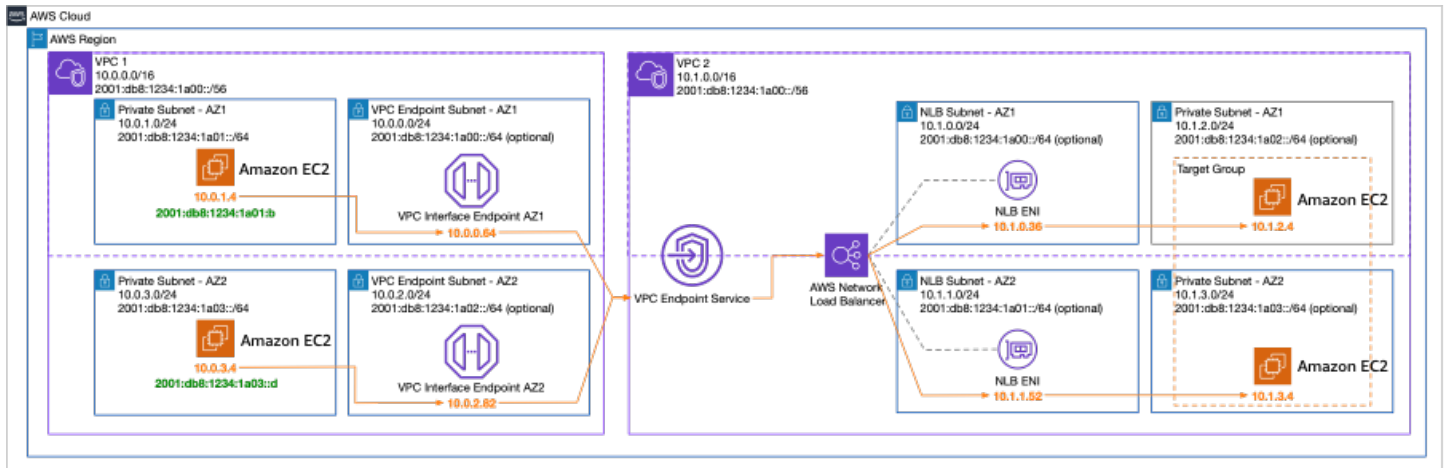 AWS Cloud
AWS Region
VPC 1
10.0.0.0/16
2001:db8:1234:1a00::/56
Private Subnet - AZ1
10.0.1.0/24
2001:db8:1234:1a01::/64
Amazon EC2
10.0.1.4
2001:db8:1234:1a01:b
VPC Endpoint Subnet - AZ1
10.0.0.0/24
2001:db8:1234:1a00::/64 (optional)
VPC Interface Endpoint AZ1
10.0.0.64
Private Subnet - AZ2
10.0.3.0/24
2001:db8:1234:1a03::/64
Amazon EC2
10.0.3.4
2001:db8:1234:1a03::d
VPC Endpoint Subnet - AZ2
10.0.2.0/24
2001:db8:1234:1a02::/64 (optional)
VPC Interface Endpoint AZ2
10.0.2.82
VPC 2
10.1.0.0/16
2001:db8:1234:1a00::/56
VPC Endpoint Service
AWS Network
Load Balancer
NLB Subnet - AZ1
10.1.0.0/24
2001:db8:1234:1a00::/64 (optional)
NLB ENI
10.1.0.36
Private Subnet - AZ1
10.1.2.0/24
2001:db8:1234:1a02::/64 (optional)
Target Group
Amazon EC2
10.1.2.4
NLB Subnet - AZ2
10.1.1.0/24
2001:db8:1234:1a01::/64 (optional)
NLB ENI
10.1.1.52
Private Subnet - AZ2
10.1.3.0/24
2001:db8:1234:1a03::/64 (optional)
Amazon EC2
10.1.3.4